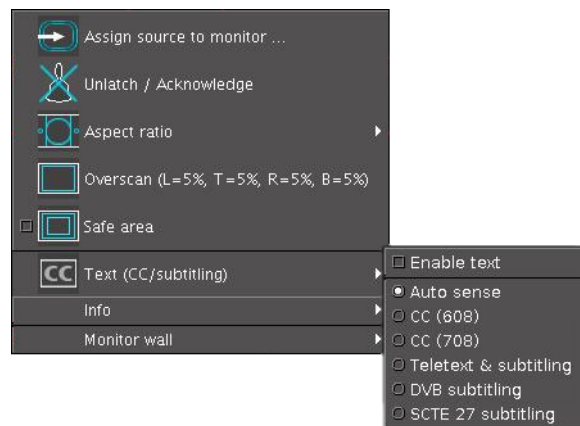 Assign source to monitor ...
Unlatch / Acknowledge
Aspect ratio
Overscan (L=5%, T=5%, R=5%, B=5%)
Safe area
CC Text (CC/subtitling)
Info
Monitor wall
Enable text
Auto sense
CC (608)
CC (708)
Teletext & subtitling
DVB subtitling
SCTE 27 subtitling